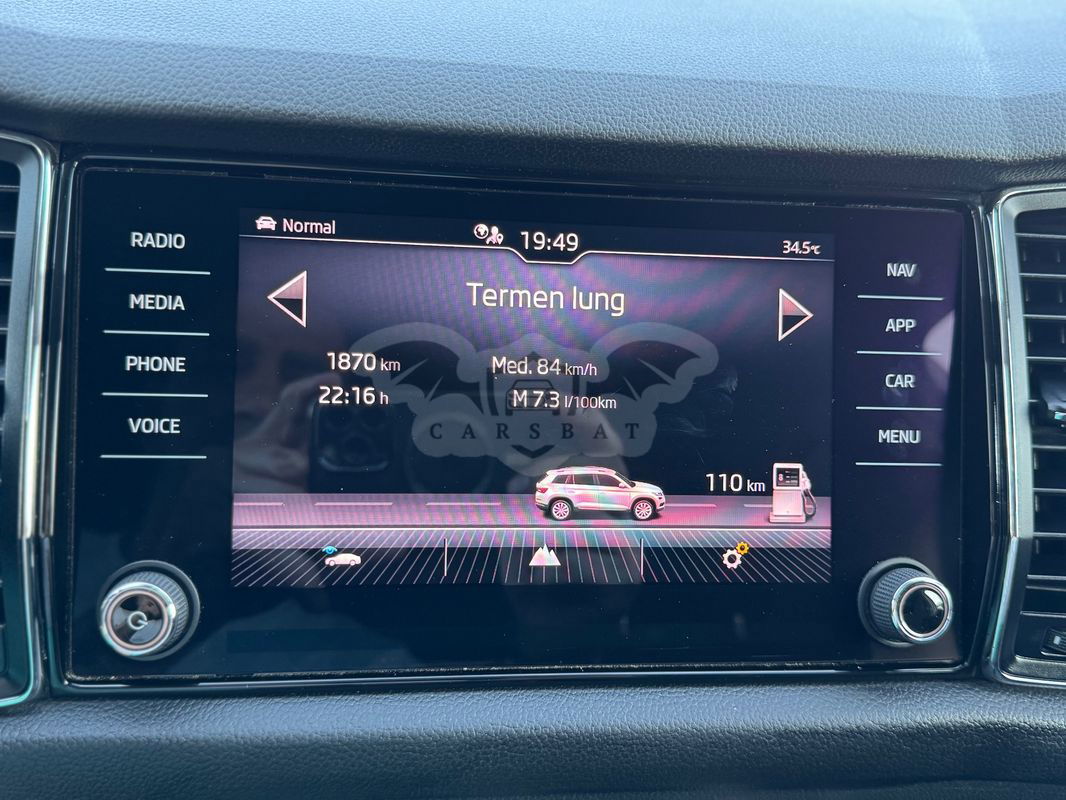 RADIO
MEDIA
PHONE
VOICE
Normal
19:49
34.5°C
Termen lung
1870 km
Med. 84 km/h
22:16 h
M 7.3 l/100km
CARSBAT
110 km
8
NAV
APP
CAR
MENU